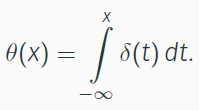 θ(x) = ∫_{-∞}^{x} δ(t) dt.